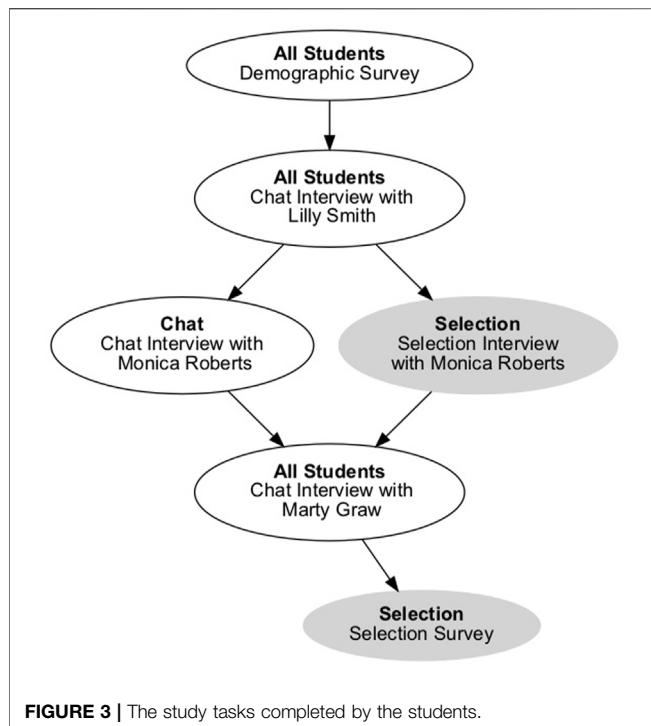 All Students
Demographic Survey
All Students
Chat Interview with
Lilly Smith
Chat
Chat Interview with
Monica Roberts
Selection
Selection Interview
with Monica Roberts
All Students
Chat Interview with
Marty Graw
Selection
Selection Survey
FIGURE 3 | The study tasks completed by the students.